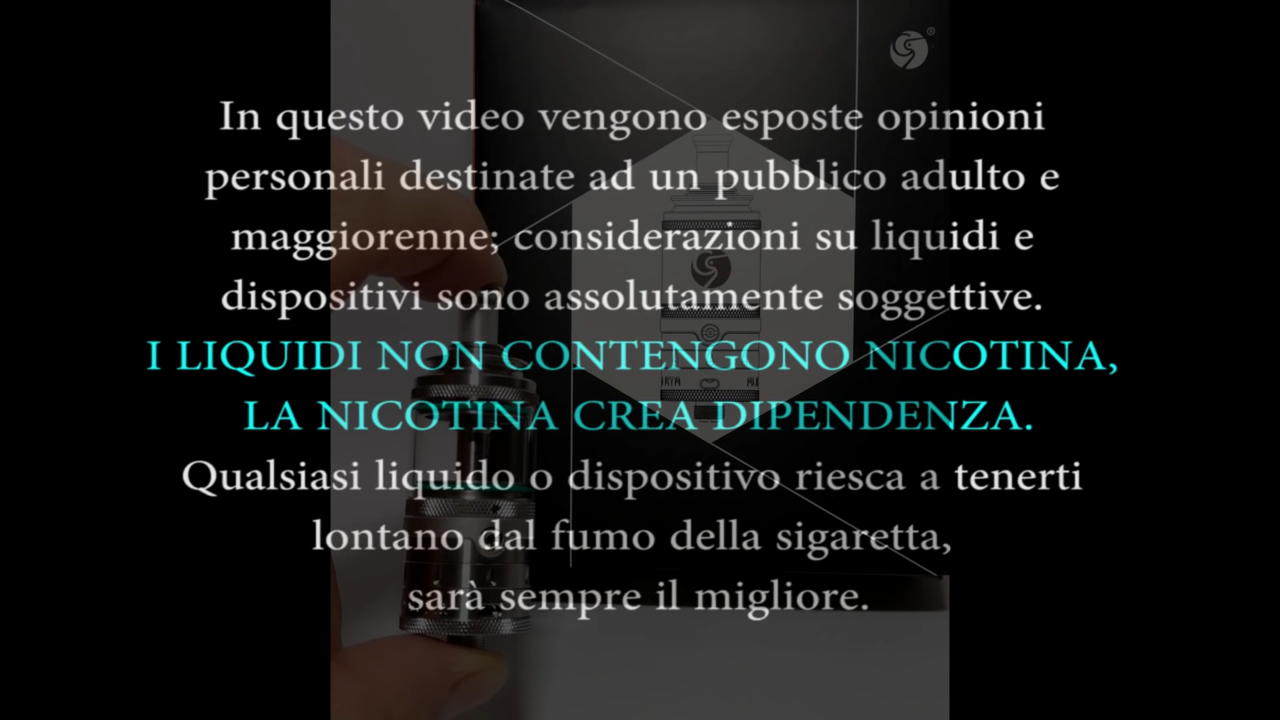 In questo video vengono esposte opinioni
personali destinate ad un pubblico adulto e
maggiorenne; considerazioni su liquidi e
dispositivi sono assolutamente soggettive.
I LIQUIDI NON CONTENGONO NICOTINA,
LA NICOTINA CREA DIPENDENZA.
Qualsiasi liquido o dispositivo riesca a tenerti
lontano dal fumo della sigaretta,
sarà sempre il migliore.